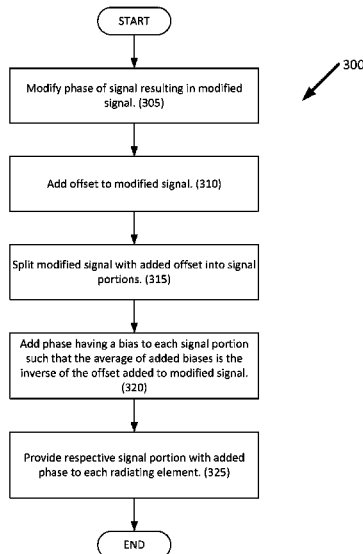 START
300
Modify phase of signal resulting in modified
signal. (305)
Add offset to modified signal. (310)
Split modified signal with added offset into signal
portions. (315)
Add phase having a bias to each signal portion
such that the average of added biases is the
inverse of the offset added to modified signal.
(320)
Provide respective signal portion with added
phase to each radiating element. (325)
END